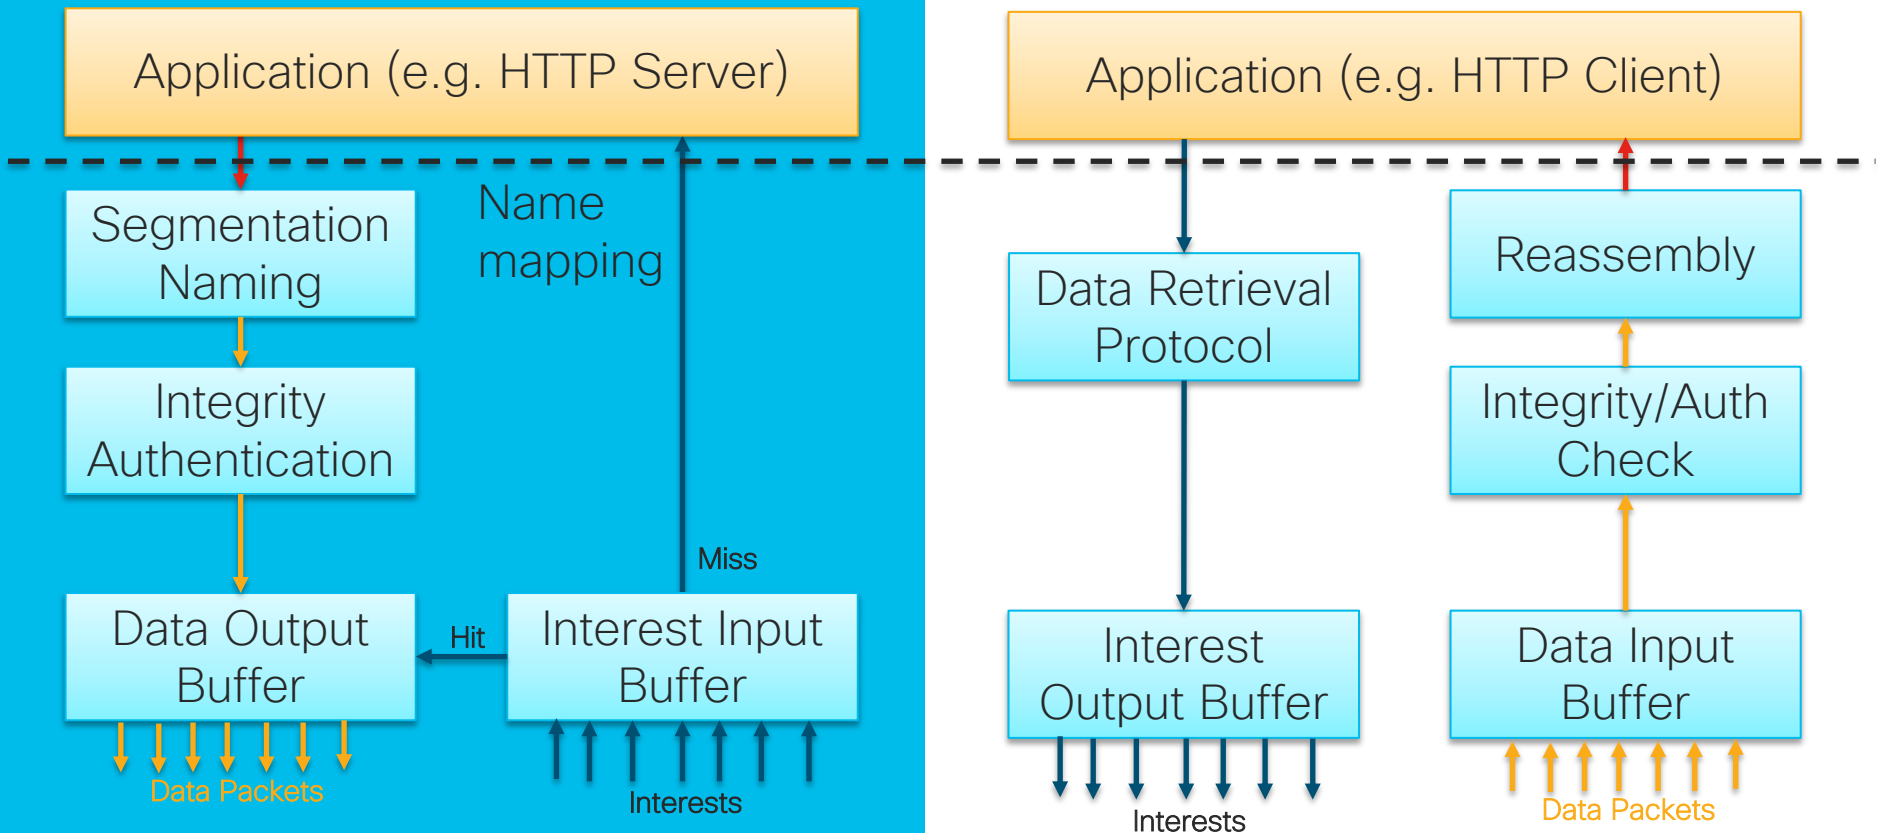 Application (e.g. HTTP Server)
Segmentation
Naming
Name
mapping
Integrity
Authentication
Miss
Data Output
Buffer
Hit
Interest Input
Buffer
Data Packets
Interests
Application (e.g. HTTP Client)
Data Retrieval
Protocol
Reassembly
Integrity/Auth
Check
Interest
Output Buffer
Data Input
Buffer
Interests
Data Packets